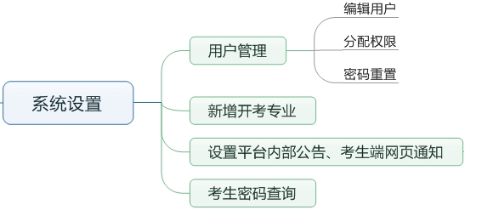 系统设置
用户管理
编辑用户
分配权限
密码重置
新增开考专业
设置平台内部公告、考生端网页通知
考生密码查询